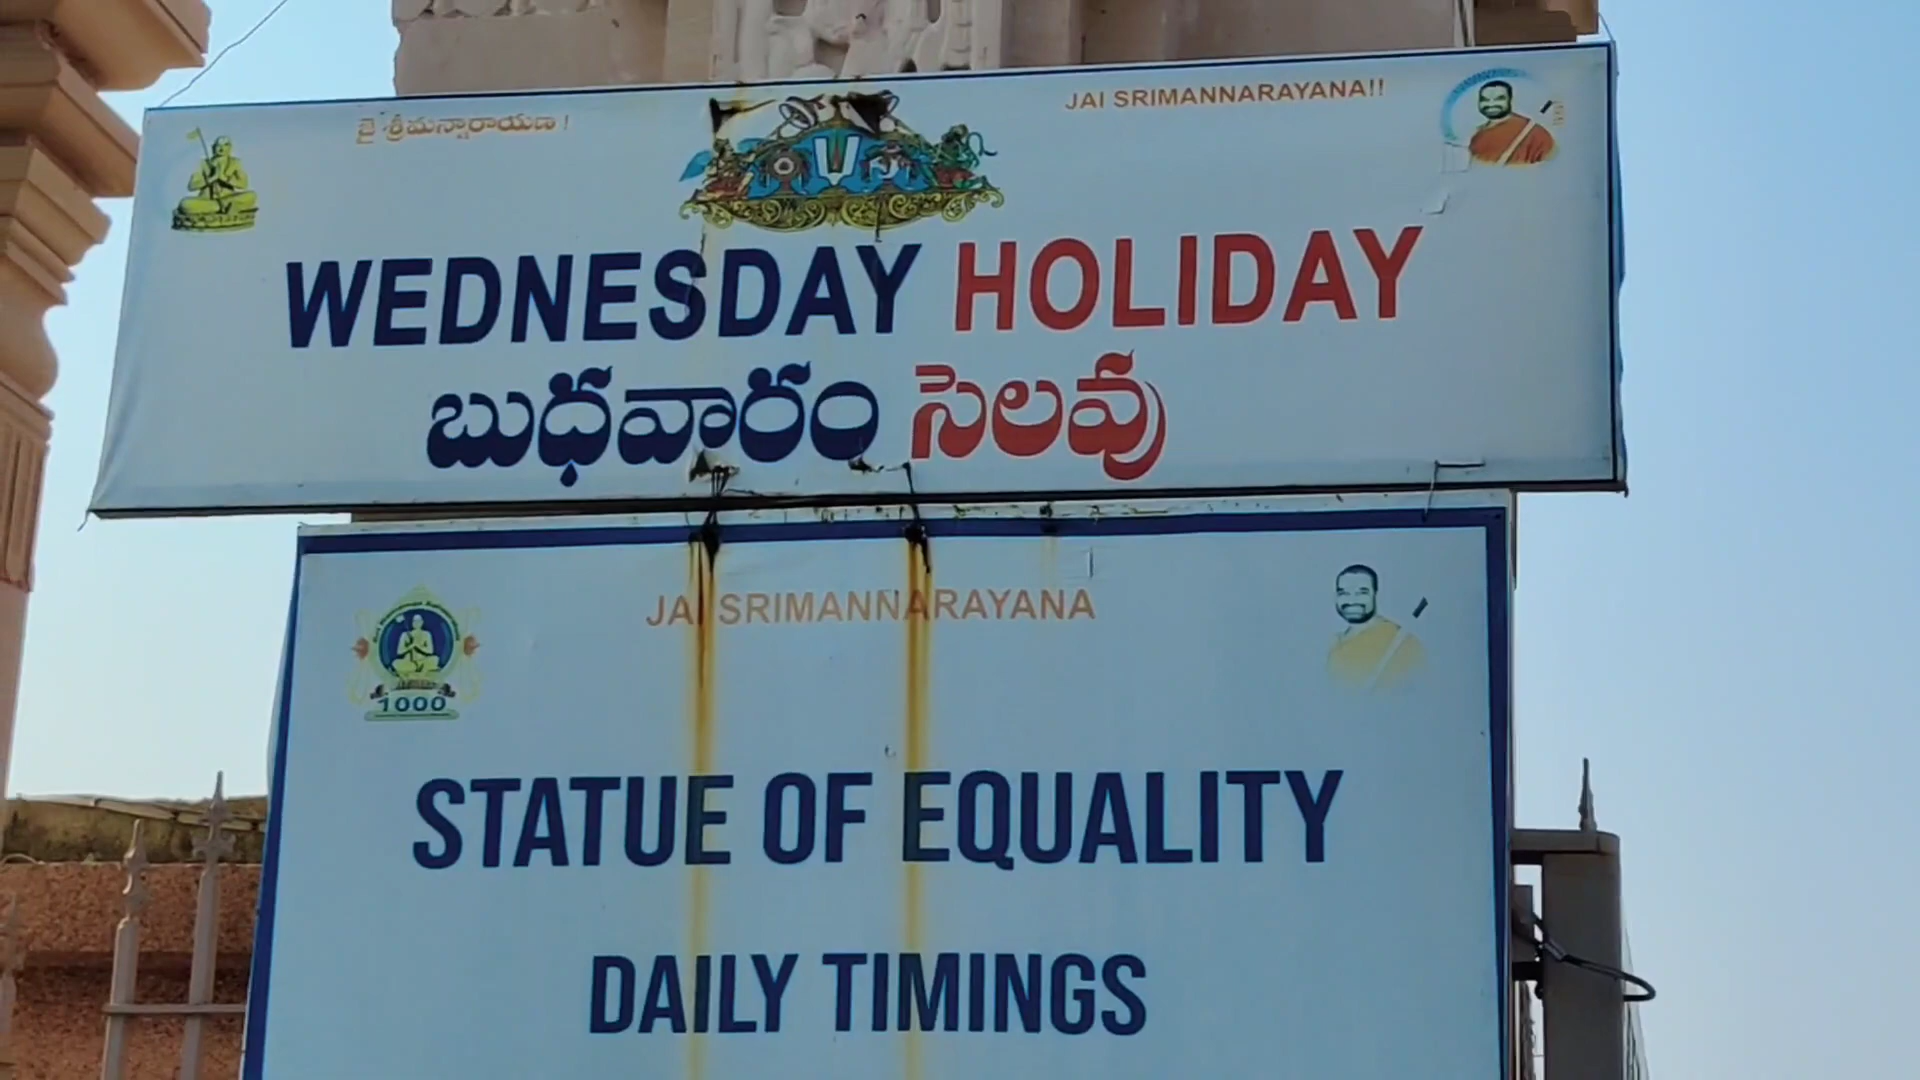 జై శ్రీమన్నారాయణ !
JAI SRIMANNARAYANA!!
WEDNESDAY HOLIDAY
బుధవారం సెలవు
JAI SRIMANNARAYANA
1000
STATUE OF EQUALITY
DAILY TIMINGS